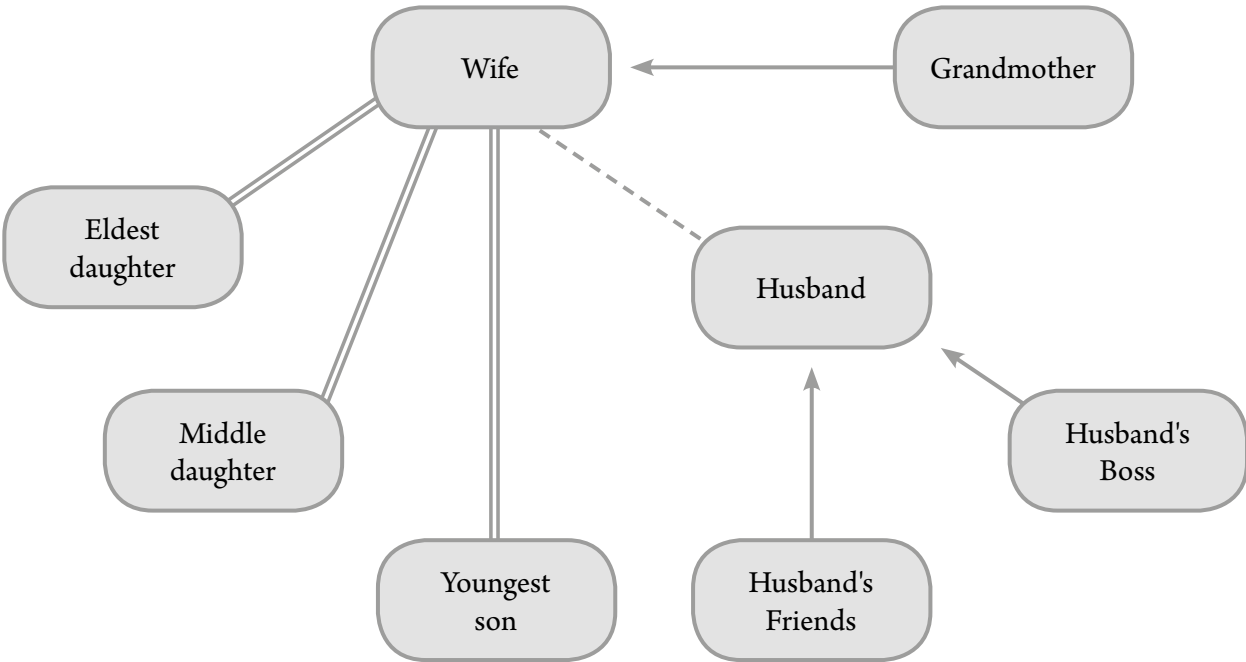 Wife
Grandmother
Eldest
daughter
Husband
Middle
daughter
Husband's
Boss
Youngest
son
Husband's
Friends